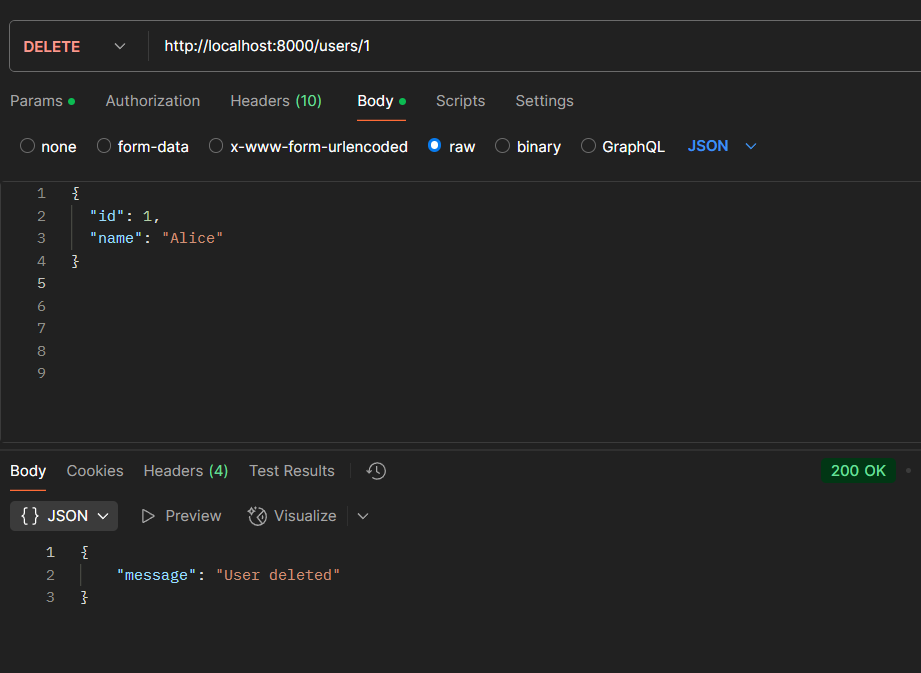 DELETE http://localhost:8000/users/1
Params Authorization Headers (10) Body Scripts Settings
none form-data x-www-form-urlencoded raw binary GraphQL JSON
1 {
2 "id": 1,
3 "name": "Alice"
4 }
5
6
7
8
9
Body Cookies Headers (4) Test Results 200 OK
{} JSON Preview Visualize
1 {
2 "message": "User deleted"
3 }